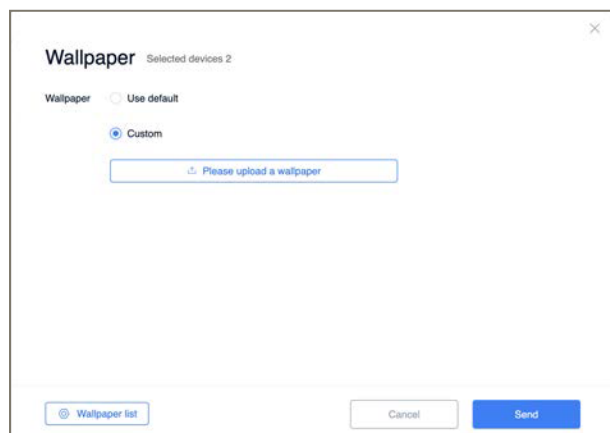 Wallpaper Selected devices 2
Wallpaper Use default
Custom
Please upload a wallpaper
Wallpaper list Cancel Send